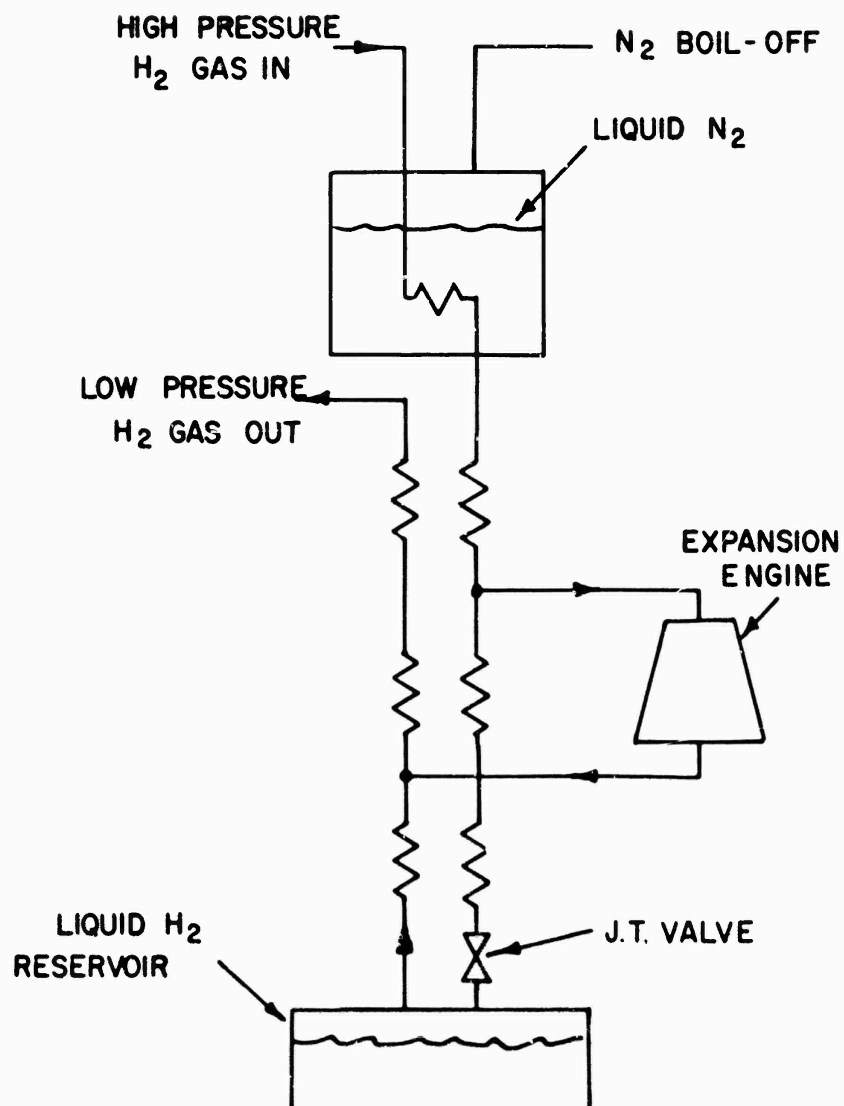 HIGH PRESSURE
H₂ GAS IN
N₂ BOIL-OFF
LIQUID N₂
LOW PRESSURE
H₂ GAS OUT
EXPANSION
ENGINE
LIQUID H₂
RESERVOIR
J.T. VALVE